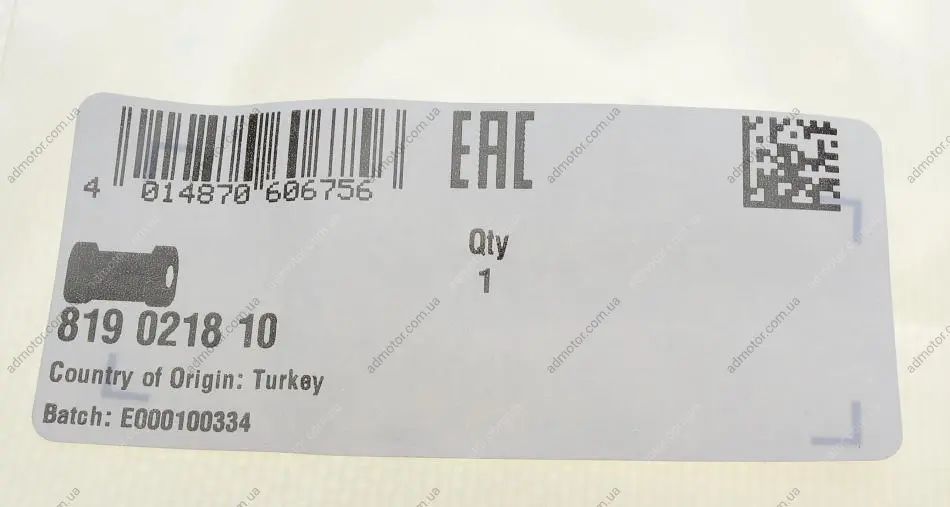 4 014870 606756
EAC
Qty
1
819 0218 10
Country of Origin: Turkey
Batch: E000100334
admotor.com.ua